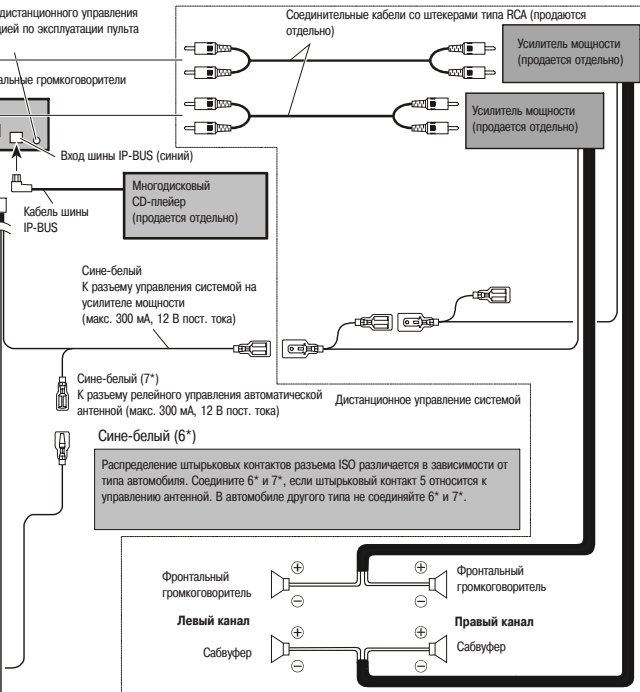 дистанционного управления
цией по эксплуатации пульта
Соединительные кабели со штекерами типа RCA (продаются
отдельно)
Усилитель мощности
(продается отдельно)
альные громкоговорители
Усилитель мощности
(продается отдельно)
Вход шины IP-BUS (синий)
Многодисковый
CD-плейер
(продается отдельно)
Кабель шины
IP-BUS
Сине-белый
К разъему управления системой на
усилителе мощности
(макс. 300 мА, 12 В пост. тока)
Сине-белый (7*)
К разъему релейного управления автоматической
антенной (макс. 300 мА, 12 В пост. тока)
Дистанционное управление системой
Сине-белый (6*)
Распределение штырьковых контактов разъема ISO различается в зависимости от
типа автомобиля. Соедините 6* и 7*, если штырьковый контакт 5 относится к
управлению антенной. В автомобиле другого типа не соединяйте 6* и 7*.
Фронтальный
громкоговоритель
+
−
+
−
Фронтальный
громкоговоритель
Левый канал
Правый канал
Сабвуфер
+
−
+
−
Сабвуфер